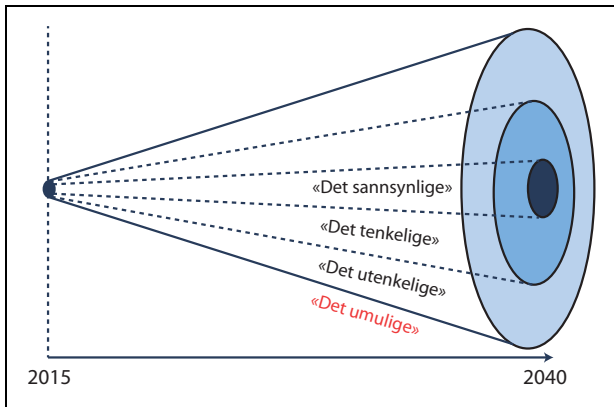 «Det sannsynlige»
«Det tenkelige»
«Det utenkelige»
«Det umulige»
2015
2040